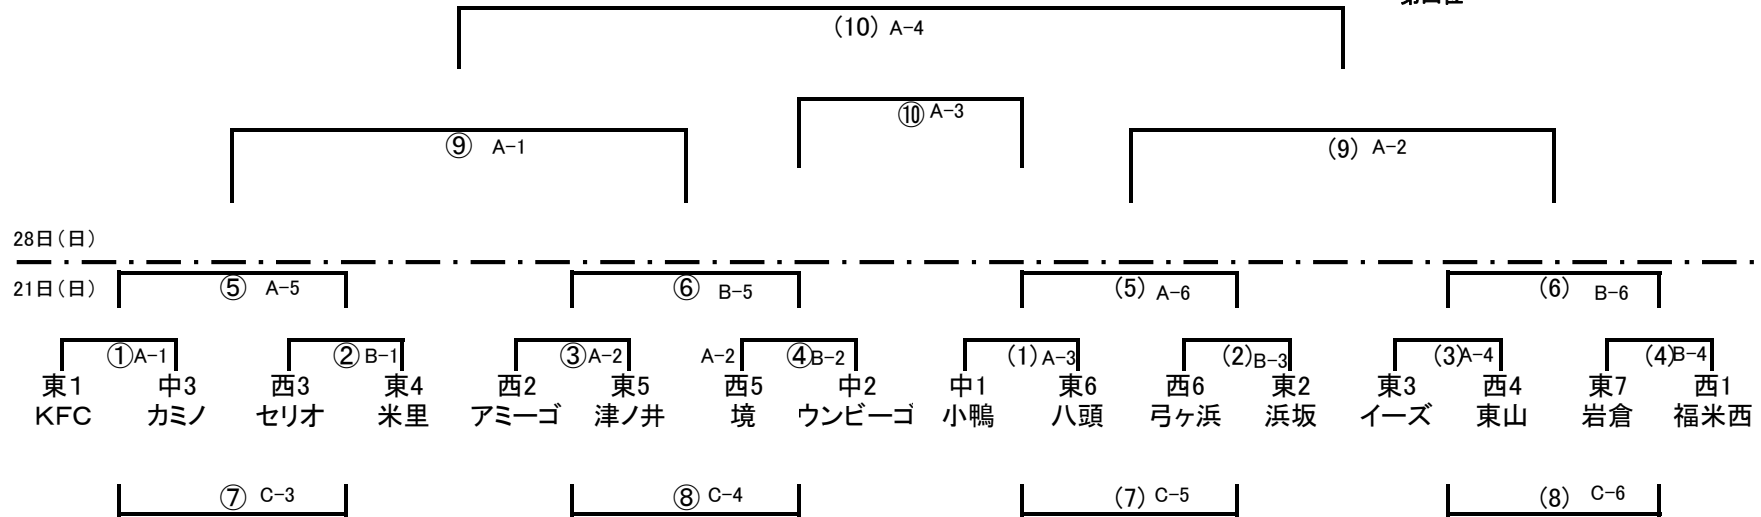 (10) A-4
⑩ A-3
⑨ A-1
(9) A-2
28日(日)
21日(日)
⑤ A-5
⑥ B-5
(5) A-6
(6) B-6
①A-1
②B-1
③A-2
A-2
④B-2
(1)A-3
(2)B-3
(3)A-4
(4)B-4
東1 中3 西3 東4 西2 東5 西5 中2 中1 東6 西6 東2 東3 西4 東7 西1
KFC カミノ セリオ 米里 アミーゴ 津ノ井 境 ウンビーゴ 小鴨 八頭 弓ヶ浜 浜坂 イーズ 東山 岩倉 福米西
⑦ C-3
⑧ C-4
(7) C-5
(8) C-6